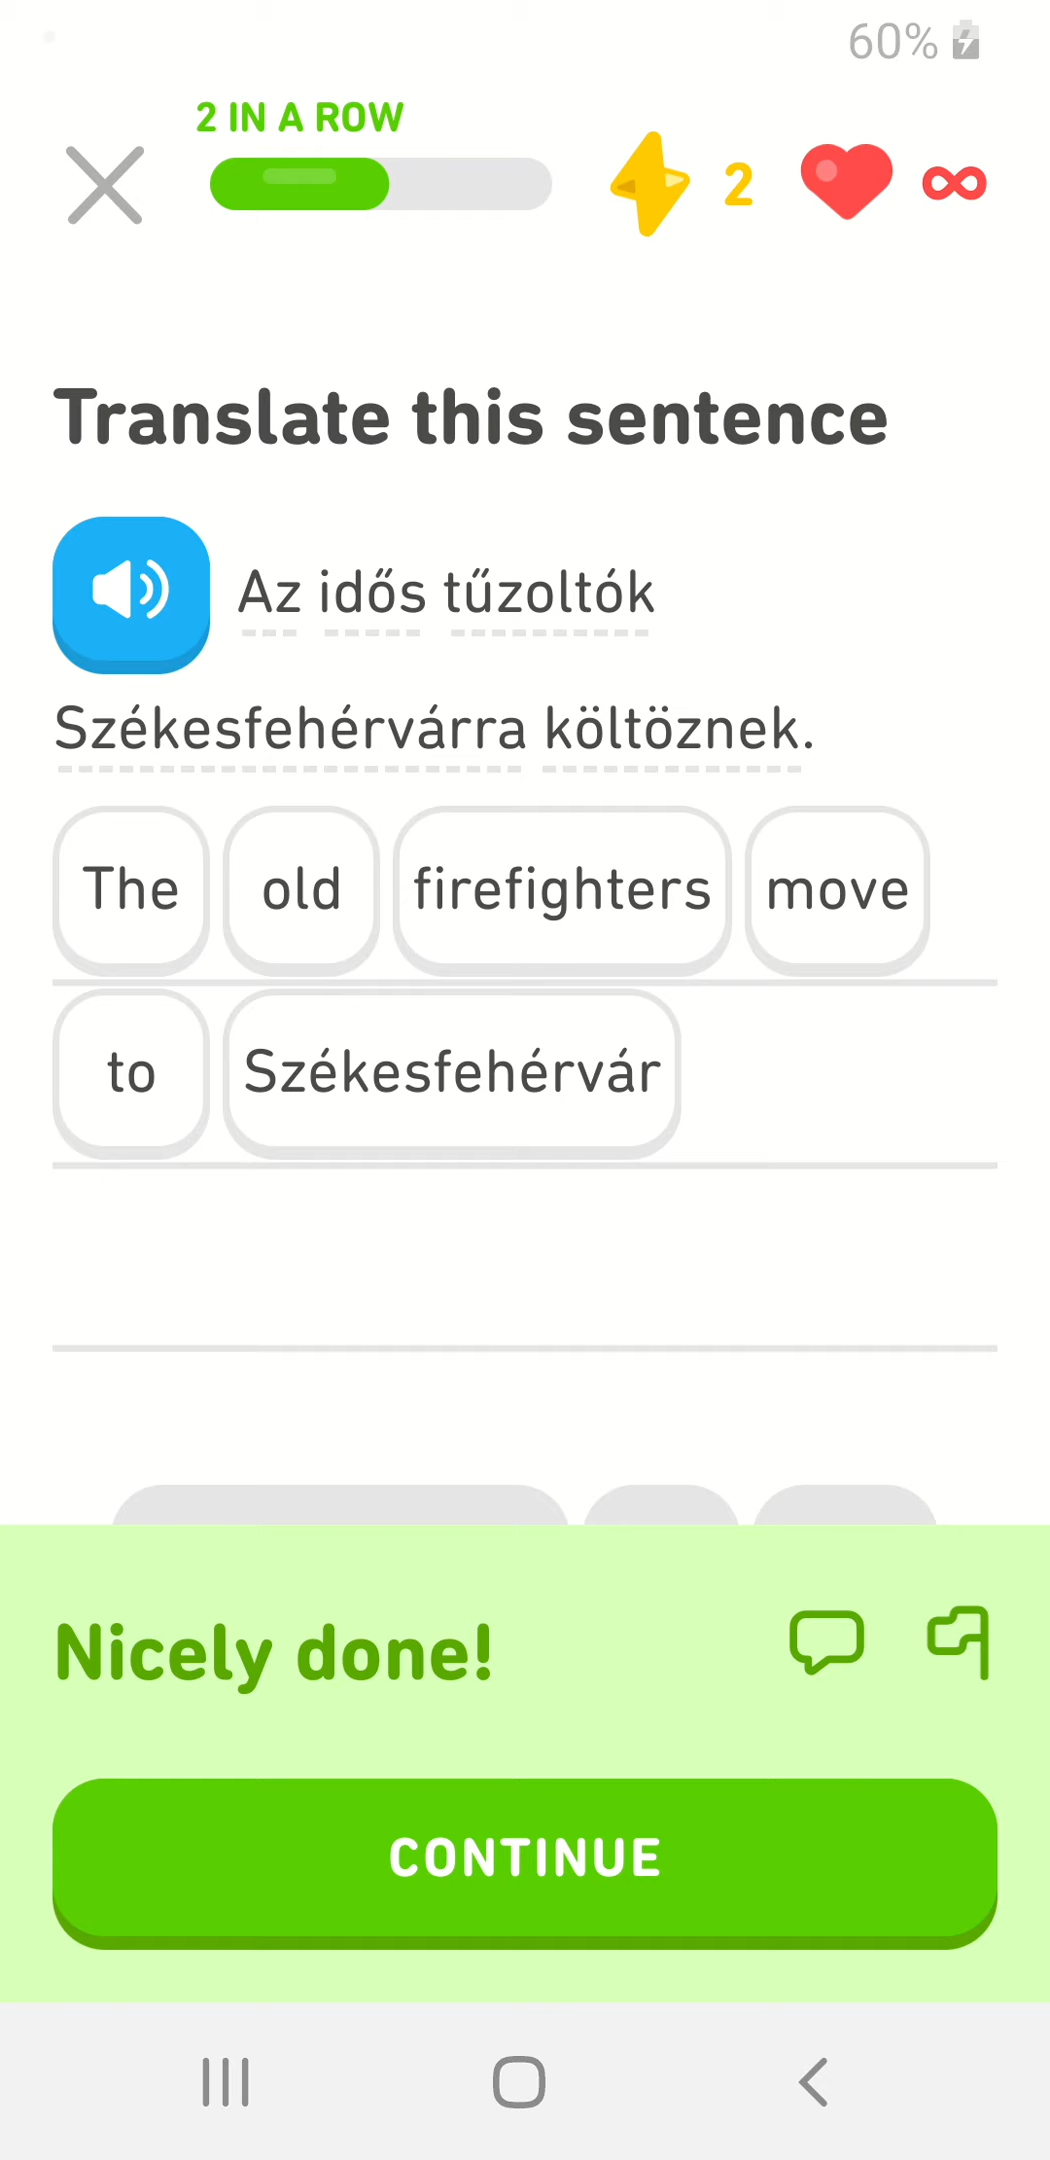 60%
2 IN A ROW
2
∞
Translate this sentence
Az idős tűzoltók
Székesfehérvárra költöznek.
The old firefighters move
to Székesfehérvár
Nicely done!
CONTINUE